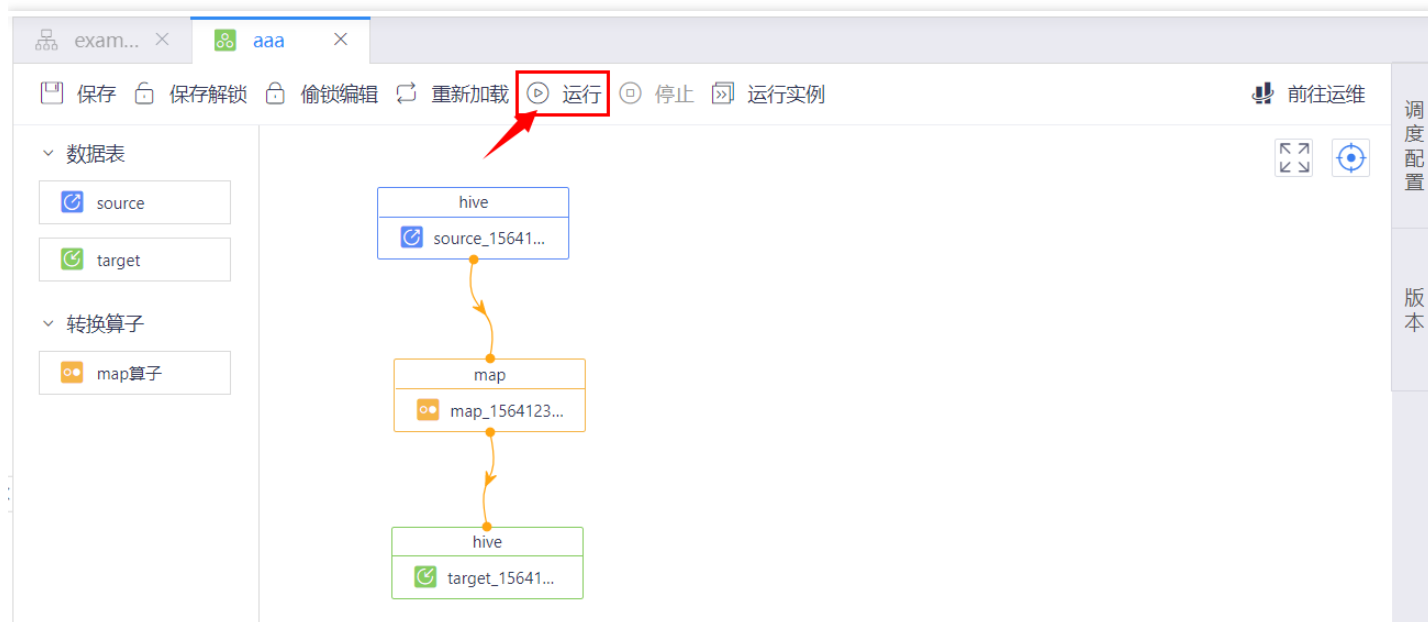 exam... aaa
保存 保存解锁 偷锁编辑 重新加载 运行 停止 运行实例 前往运维
数据表
source
target
转换算子
map算子
hive
source_15641...
map
map_1564123...
hive
target_15641...
调度配置
版本